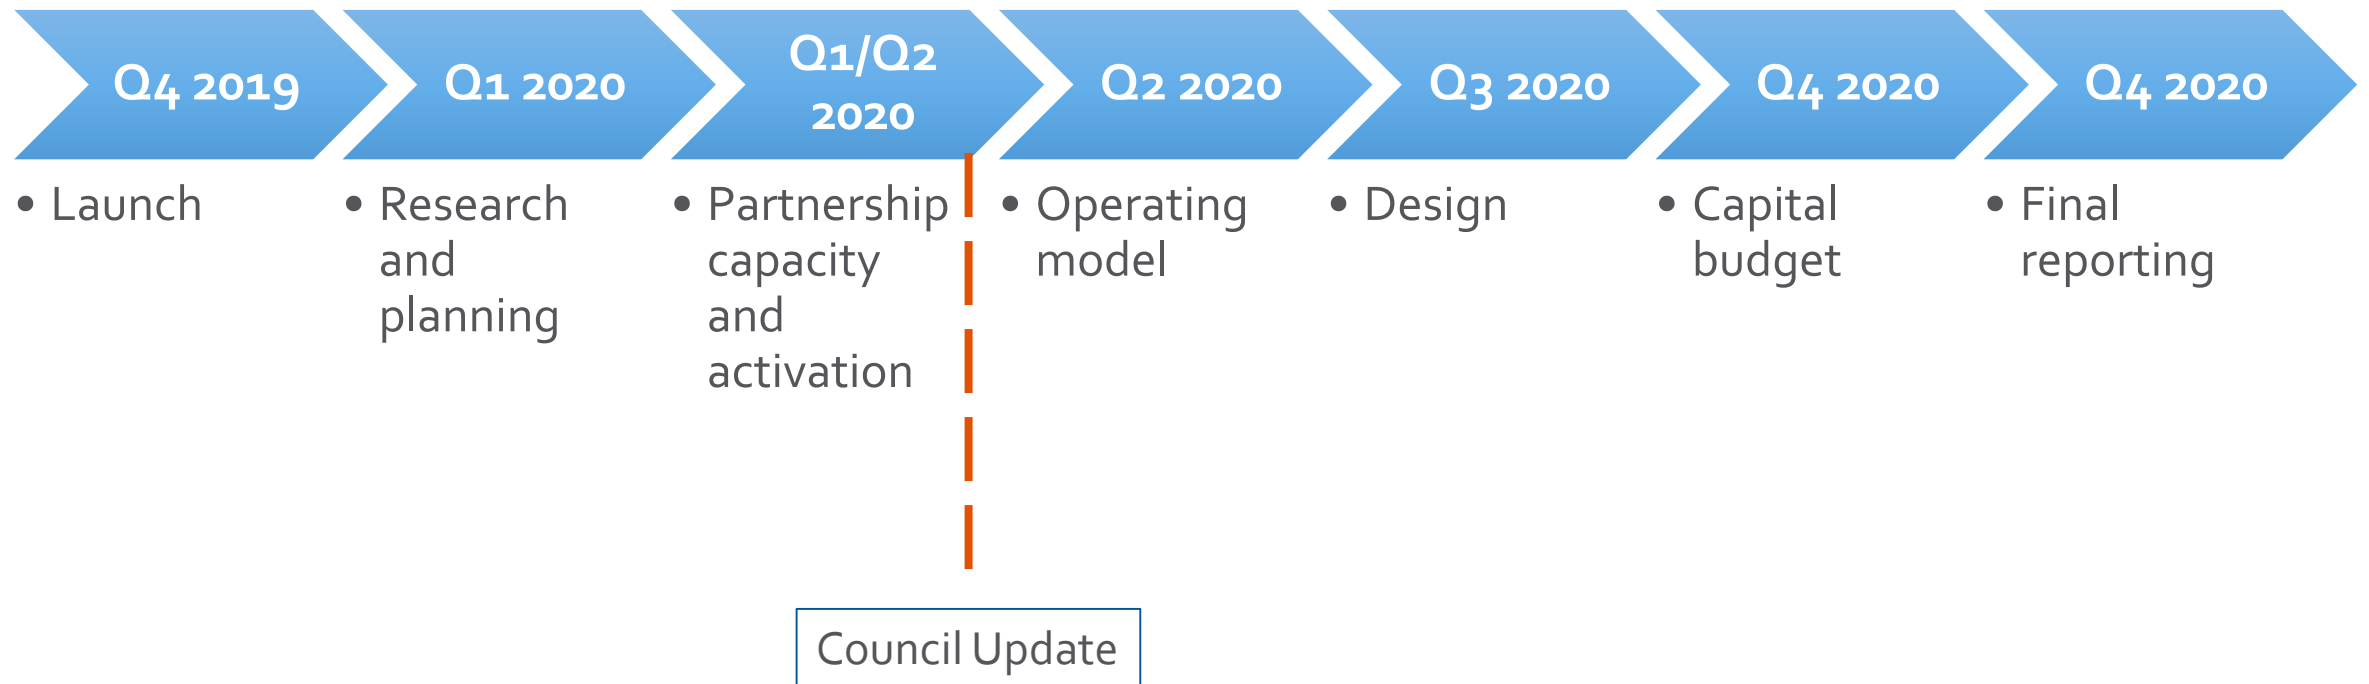 Q4 2019
Q1 2020
Q1/Q2
2020
Q2 2020
Q3 2020
Q4 2020
Q4 2020
• Launch
• Research
and
planning
• Partnership
capacity
and
activation
• Operating
model
• Design
• Capital
budget
• Final
reporting
Council Update